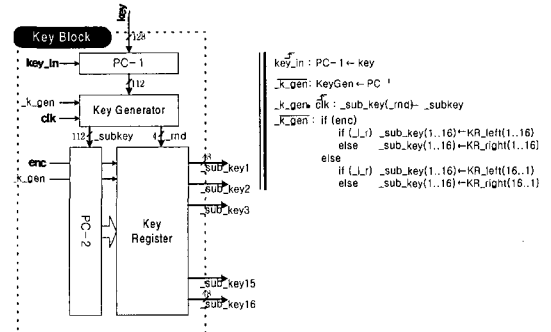 key
128
Key Block
key_in
PC-1
112
_k_gen
clk
Key Generator
112 _subkey 4 _rnd
enc
_k_gen
PC-2
Key
Register
_sub_key1
_sub_key2
_sub_key3
_sub_key15
_sub_key16
key_in : PC-1←key
_k_gen: KeyGen←PC
_k_gen• clk : _sub_key(_rnd)← _subkey
_k_gen : if (enc)
if (_l_r) _sub_key(1..16)←KR_left(1..16)
else _sub_key(1..16)←KR_right(1..16)
else
if (_l_r) _sub_key(1..16)←KR_left(16..1)
else _sub_key(1..16)←KR_right(16..1)